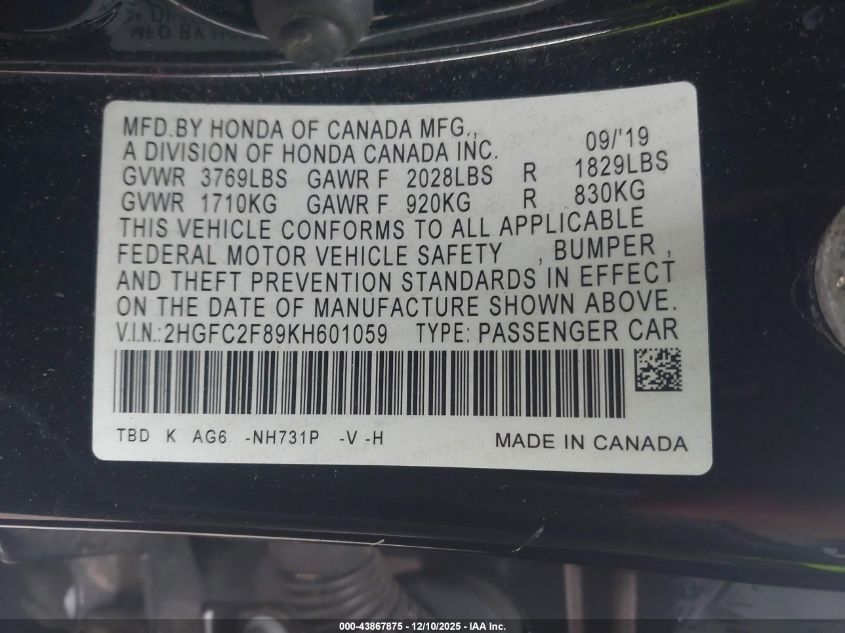 MFD.BY HONDA OF CANADA MFG.,
A DIVISION OF HONDA CANADA INC. 09/'19
GVWR 3769LBS GAWR F 2028LBS R 1829LBS
GVWR 1710KG GAWR F 920KG R 830KG
THIS VEHICLE CONFORMS TO ALL APPLICABLE
FEDERAL MOTOR VEHICLE SAFETY , BUMPER ,
AND THEFT PREVENTION STANDARDS IN EFFECT
ON THE DATE OF MANUFACTURE SHOWN ABOVE.
V.I.N.:2HGFC2F89KH601059 TYPE: PASSENGER CAR
TBD K AG6 -NH731P -V -H MADE IN CANADA
000-43867875 - 12/10/2025 - IAA Inc.